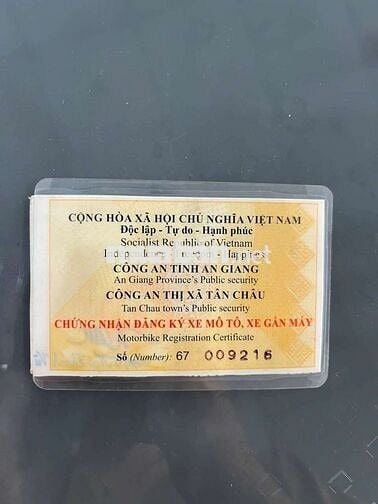 CỘNG HÒA XÃ HỘI CHỦ NGHĨA VIỆT NAM
Độc lập - Tự do - Hạnh phúc
Socialist Republic of Vietnam
CÔNG AN TỈNH AN GIANG
An Giang Province's Public security
CÔNG AN THỊ XÃ TÂN CHÂU
Tan Chau town's Public security
CHỨNG NHẬN ĐĂNG KÝ XE MÔ TÔ, XE GẮN MÁY
Motorbike Registration Certificate
Số (Number): 67 009216